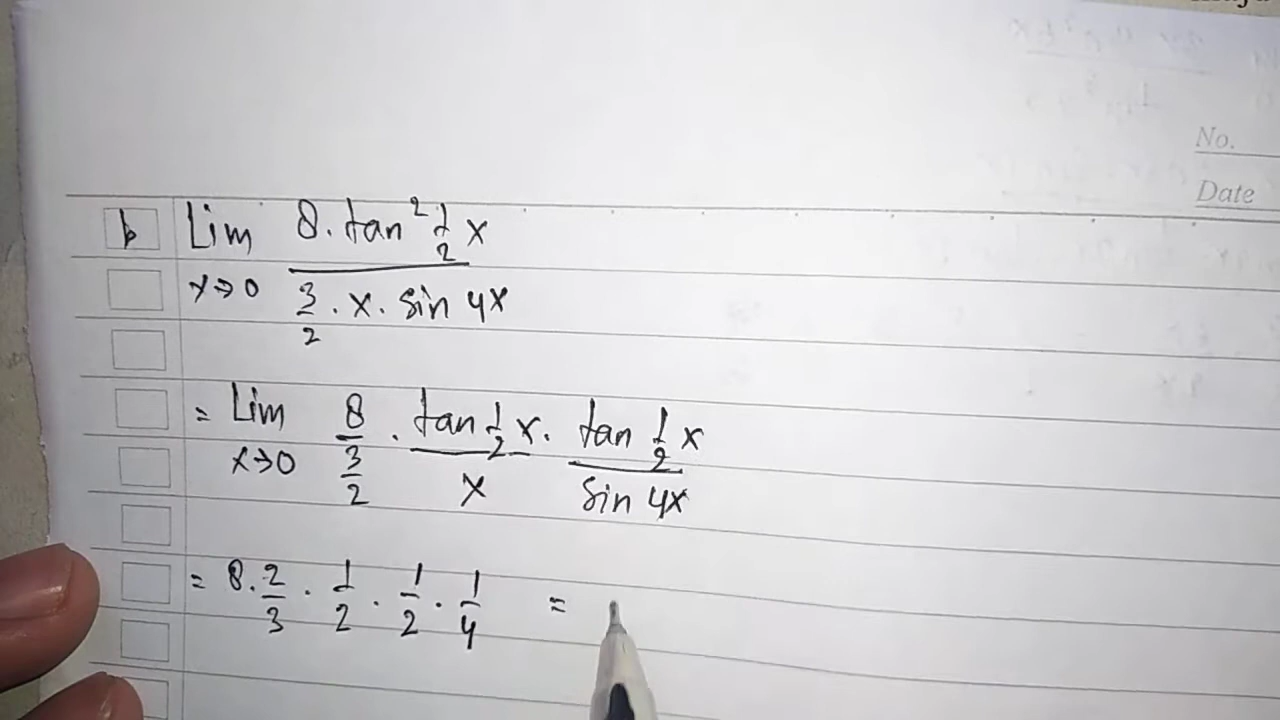 No.
Date
b Lim 8. tan² 1/2 x
x→0 3/2 . x. sin 4x
= Lim 8/(3/2) . tan 1/2 x/x . tan 1/2 x/sin 4x
x→0
= 8. 2/3 . 1/2 . 1/2 . 1/4 =